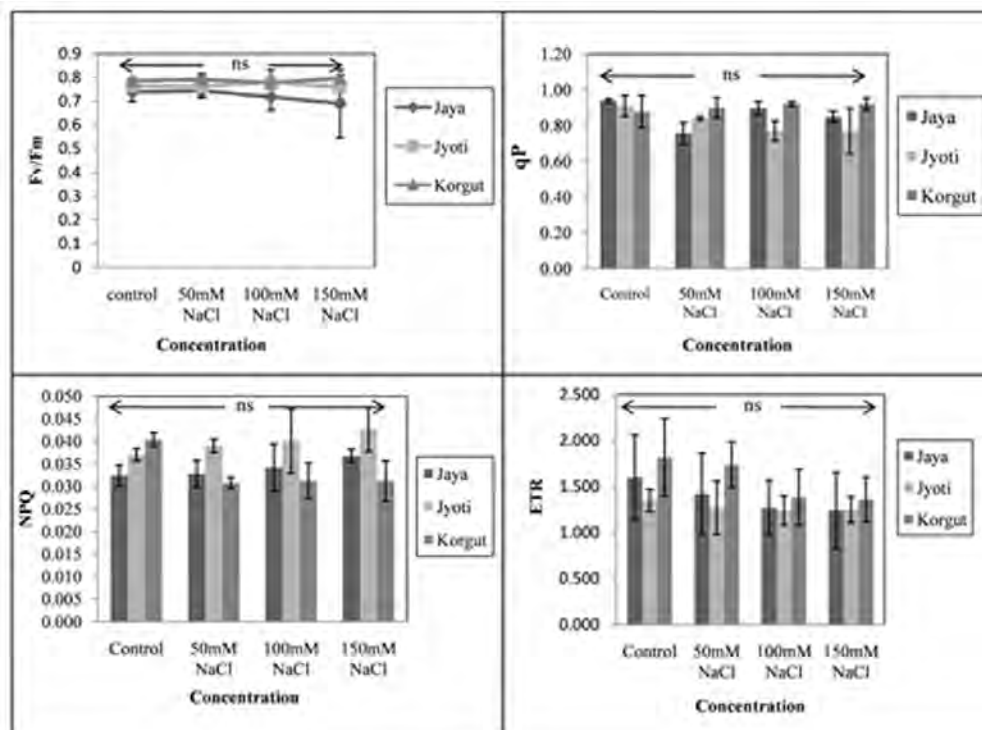 0.9
0.8
0.7
0.6
0.5
0.4
0.3
0.2
0.1
0
Fv/Fm
ns
control 50mM 100mM 150mM
NaCl NaCl NaCl
Concentration
Jaya
Jyoti
Korgut
1.20
1.00
0.80
0.60
0.40
0.20
0.00
qP
ns
Control 50mM 100mM 150mM
NaCl NaCl NaCl
Concentration
Jaya
Jyoti
Korgut
0.050
0.045
0.040
0.035
0.030
0.025
0.020
0.015
0.010
0.005
0.000
NPQ
ns
Control 50mM 100mM 150mM
NaCl NaCl NaCl
Concentration
Jaya
Jyoti
Korgut
2.500
2.000
1.500
1.000
0.500
0.000
ETR
ns
Control 50mM 100mM 150mM
NaCl NaCl NaCl
Concentration
Jaya
Jyoti
Korgut